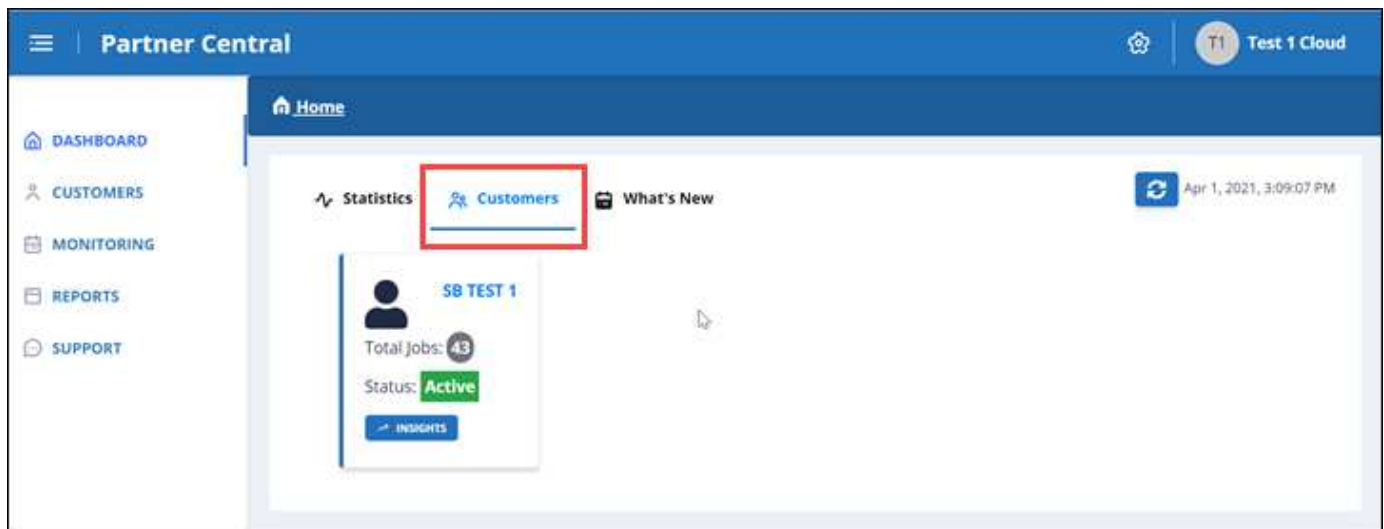 Partner Central
T1 Test 1 Cloud
Home
DASHBOARD
CUSTOMERS
MONITORING
REPORTS
SUPPORT
Statistics Customers What's New
Apr 1, 2021, 3:09:07 PM
SB TEST 1
Total Jobs: 43
Status: Active
INSIGHTS